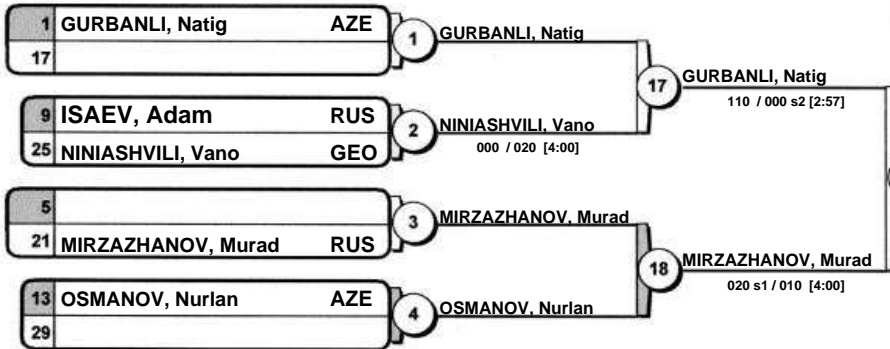 1 GURBANLI, Natig AZE
17
1
GURBANLI, Natig
9 ISAEV, Adam RUS
25 NINIASHVILI, Vano GEO
2
NINIASHVILI, Vano
000 / 020 [4:00]
17
GURBANLI, Natig
110 / 000 s2 [2:57]
5
21 MIRZAZHANOV, Murad RUS
3
MIRZAZHANOV, Murad
13 OSMANOV, Nurlan AZE
29
4
OSMANOV, Nurlan
18
MIRZAZHANOV, Murad
020 s1 / 010 [4:00]